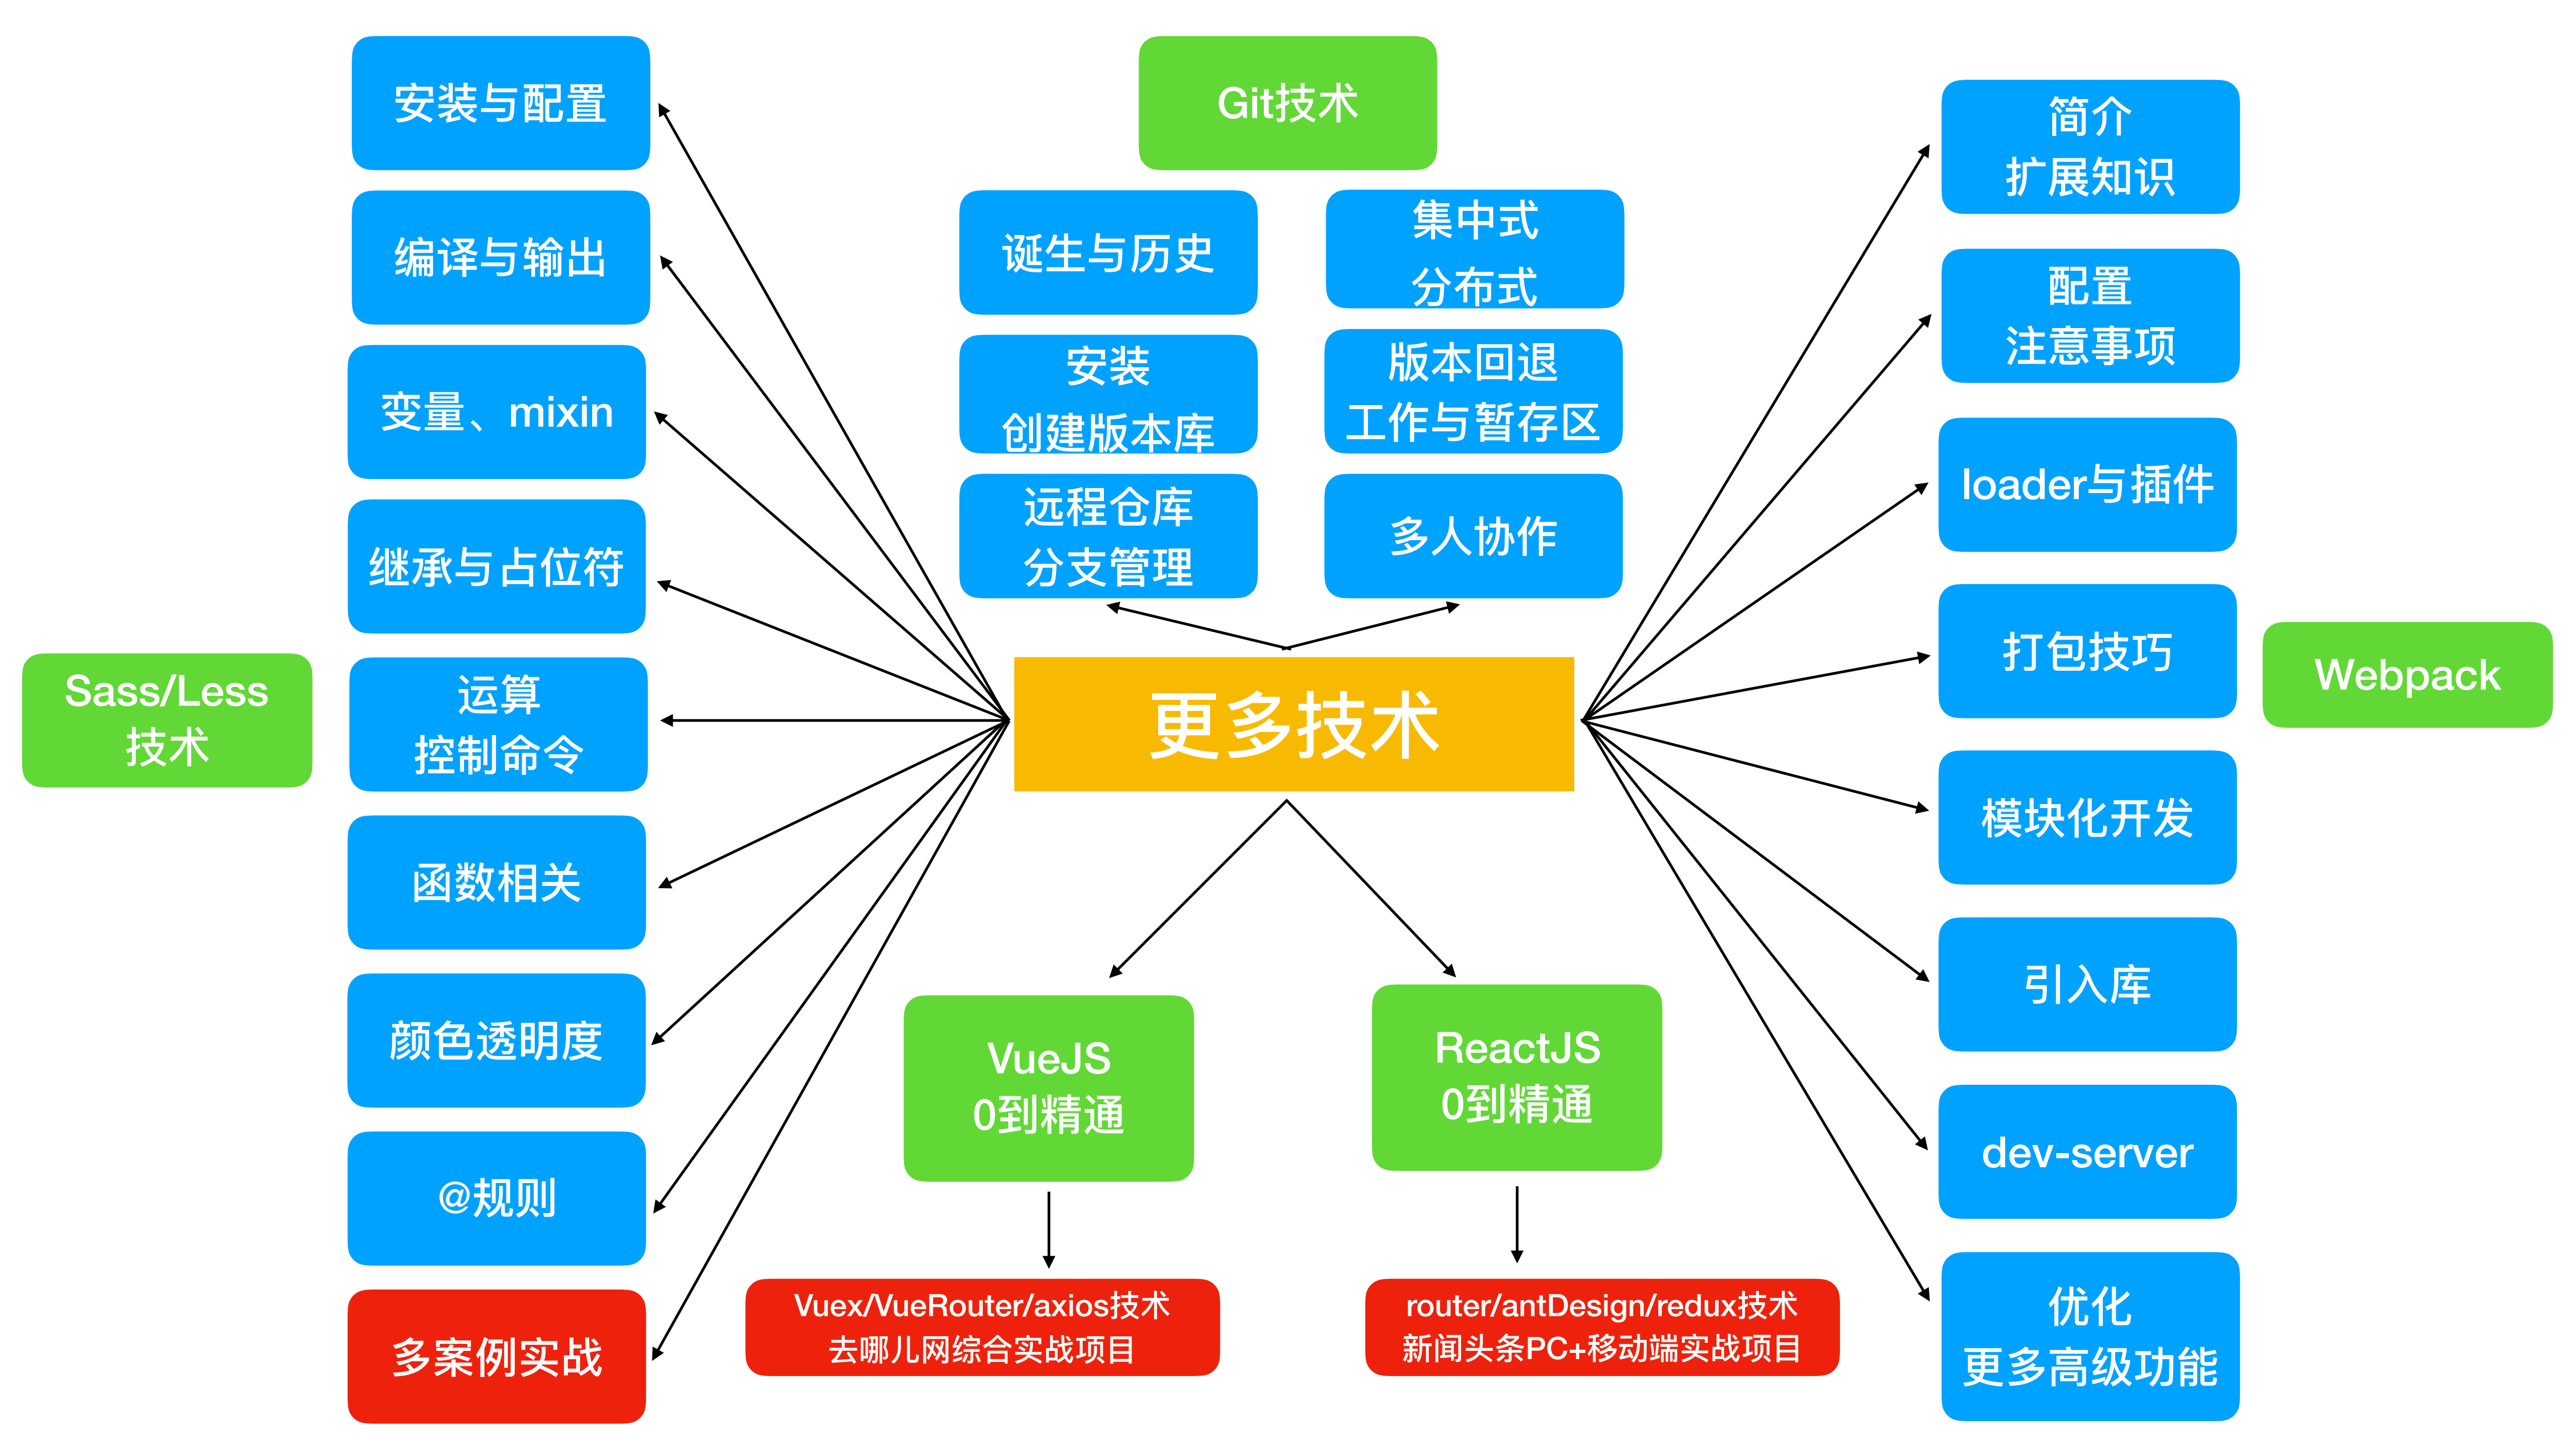 Sass/Less
技术
安装与配置
编译与输出
变量、mixin
继承与占位符
运算
控制命令
函数相关
颜色透明度
@规则
多案例实战
Git技术
诞生与历史
集中式
分布式
安装
创建版本库
版本回退
工作与暂存区
远程仓库
分支管理
多人协作
更多技术
VueJS
0到精通
Vuex/VueRouter/axios技术
去哪儿网综合实战项目
ReactJS
0到精通
router/antDesign/redux技术
新闻头条PC+移动端实战项目
简介
扩展知识
配置
注意事项
loader与插件
打包技巧
模块化开发
引入库
dev-server
优化
更多高级功能
Webpack